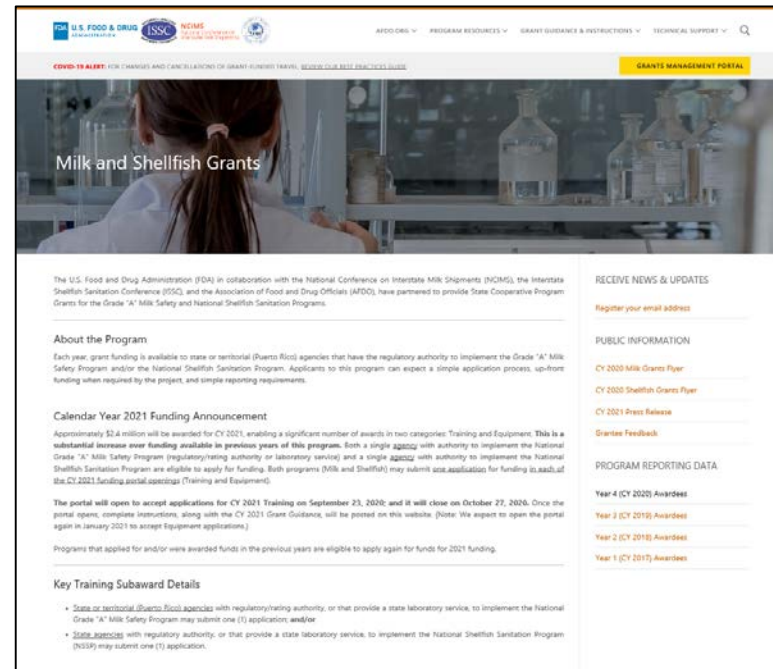 FDA U.S. FOOD & DRUG
ADMINISTRATION
ISSC
NCIMS
AFDO.ORG
PROGRAM RESOURCES
GRANT GUIDANCE & INSTRUCTIONS
TECHNICAL SUPPORT
COVID-19 ALERT: FOR CHANGES AND CANCELLATIONS OF GRANT-FUNDED TRAVEL, REVIEW OUR BEST PRACTICES GUIDE
GRANTS MANAGEMENT PORTAL
Milk and Shellfish Grants
The U.S. Food and Drug Administration (FDA) in collaboration with the National Conference on Interstate Milk Shipments (NCIMS), the Interstate
Shellfish Sanitation Conference (ISSC), and the Association of Food and Drug Officials (AFDO), have partnered to provide State Cooperative Program
Grants for the Grade "A" Milk Safety and National Shellfish Sanitation Programs.
About the Program
Each year, grant funding is available to state or territorial (Puerto Rico) agencies that have the regulatory authority to implement the Grade "A" Milk
Safety Program and/or the National Shellfish Sanitation Program. Applicants to this program can expect a simple application process, up-front
funding when required by the project, and simple reporting requirements.
Calendar Year 2021 Funding Announcement
Approximately $2.4 million will be awarded for CY 2021, enabling a significant number of awards in two categories: Training and Equipment. This is a
substantial increase over funding available in previous years of this program. Both a single agency with authority to implement the National
Grade "A" Milk Safety Program (regulatory/rating authority or laboratory service) and a single agency with authority to implement the National
Shellfish Sanitation Program are eligible to apply for funding. Both programs (Milk and Shellfish) may submit one application for funding in each of
the CY 2021 funding portal openings (Training and Equipment).
The portal will open to accept applications for CY 2021 Training on September 23, 2020; and it will close on October 27, 2020. Once the
portal opens, complete instructions, along with the CY 2021 Grant Guidance, will be posted on this website. (Note: We expect to open the portal
again in January 2021 to accept Equipment applications.)
Programs that applied for and/or were awarded funds in the previous years are eligible to apply again for funds for 2021 funding.
Key Training Subaward Details
• State or territorial (Puerto Rico) agencies with regulatory/rating authority, or that provide a state laboratory service, to implement the National
Grade "A" Milk Safety Program may submit one (1) application; and/or
• State agencies with regulatory authority, or that provide a state laboratory service, to implement the National Shellfish Sanitation Program
(NSSP) may submit one (1) application.
RECEIVE NEWS & UPDATES
Register your email address
PUBLIC INFORMATION
CY 2020 Milk Grants Flyer
CY 2020 Shellfish Grants Flyer
CY 2021 Press Release
Grantee Feedback
PROGRAM REPORTING DATA
Year 4 (CY 2020) Awardees
Year 3 (CY 2019) Awardees
Year 2 (CY 2018) Awardees
Year 1 (CY 2017) Awardees